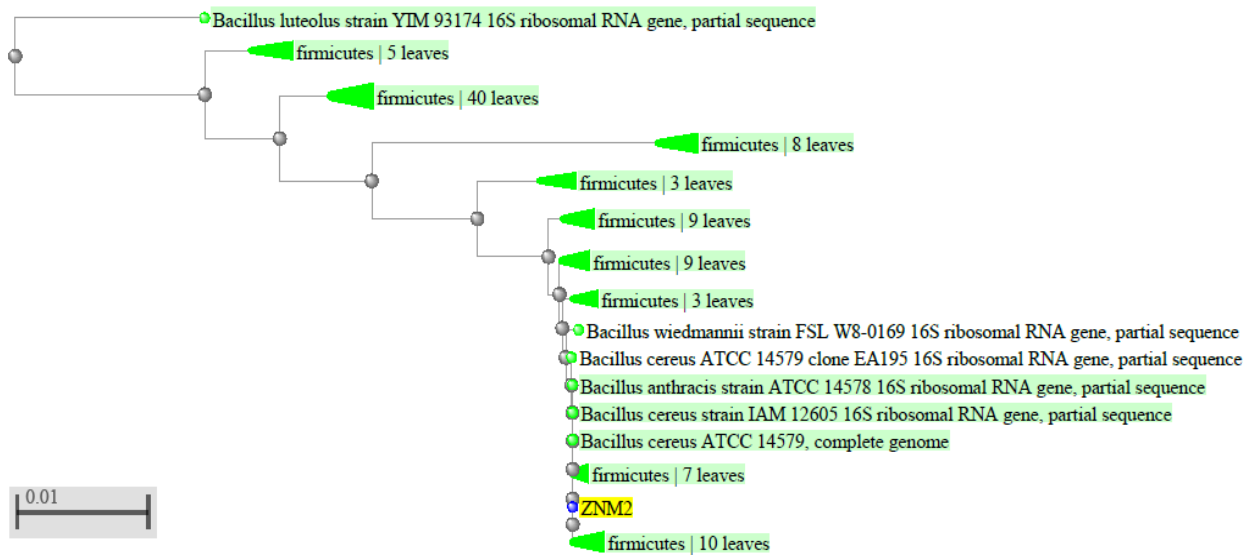 Bacillus luteolus strain YIM 93174 16S ribosomal RNA gene, partial sequence
firmicutes | 5 leaves
firmicutes | 40 leaves
firmicutes | 8 leaves
firmicutes | 3 leaves
firmicutes | 9 leaves
firmicutes | 9 leaves
firmicutes | 3 leaves
Bacillus wiedmannii strain FSL W8-0169 16S ribosomal RNA gene, partial sequence
Bacillus cereus ATCC 14579 clone EA195 16S ribosomal RNA gene, partial sequence
Bacillus anthracis strain ATCC 14578 16S ribosomal RNA gene, partial sequence
Bacillus cereus strain IAM 12605 16S ribosomal RNA gene, partial sequence
Bacillus cereus ATCC 14579, complete genome
firmicutes | 7 leaves
0.01
ZNM2
firmicutes | 10 leaves